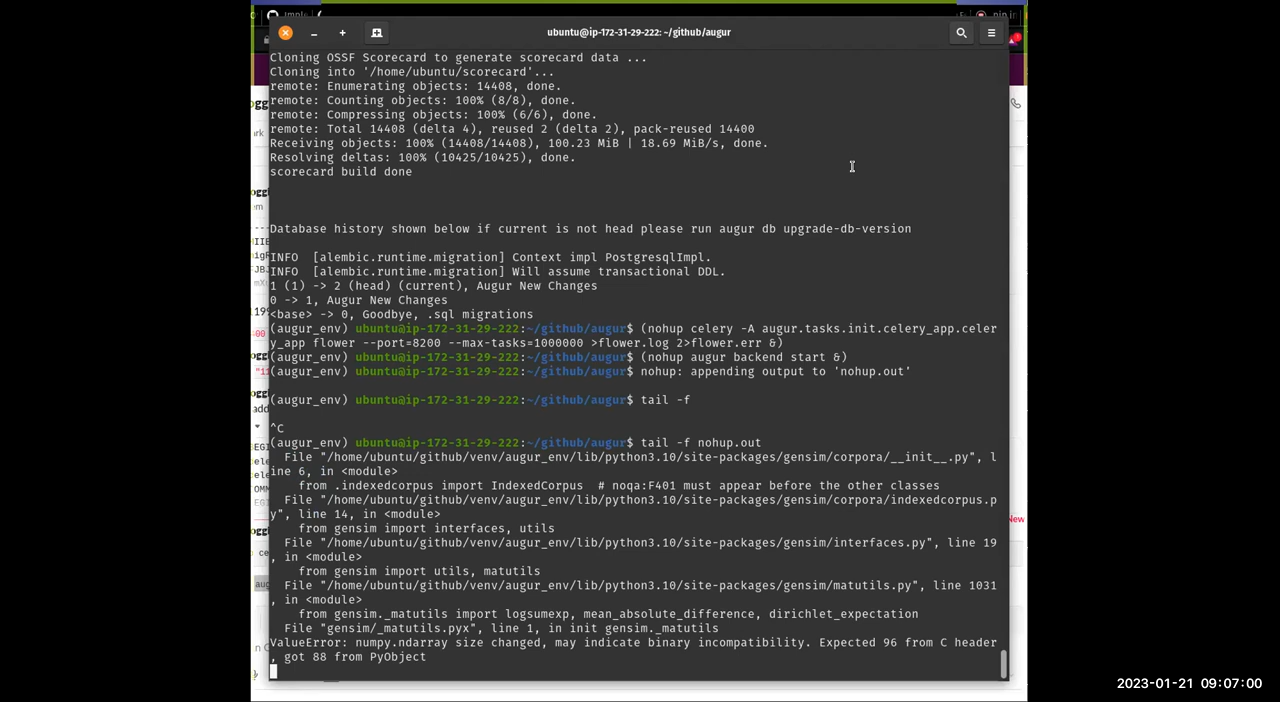 ubuntu@ip-172-31-29-222: ~/github/augur
Cloning OSSF Scorecard to generate scorecard data ...
Cloning into '/home/ubuntu/scorecard'...
remote: Enumerating objects: 14408, done.
remote: Counting objects: 100% (8/8), done.
remote: Compressing objects: 100% (6/6), done.
remote: Total 14408 (delta 4), reused 2 (delta 2), pack-reused 14400
Receiving objects: 100% (14408/14408), 100.23 MiB | 18.69 MiB/s, done.
Resolving deltas: 100% (10425/10425), done.
scorecard build done
Database history shown below if current is not head please run augur db upgrade-db-version
INFO  [alembic.runtime.migration] Context impl PostgresqlImpl.
INFO  [alembic.runtime.migration] Will assume transactional DDL.
1 (1) -> 2 (head) (current), Augur New Changes
0 -> 1, Augur New Changes
<base> -> 0, Goodbye, .sql migrations
(augur_env) ubuntu@ip-172-31-29-222:~/github/augur$ (nohup celery -A augur.tasks.init.celery_app.celer
y_app flower --port=8200 --max-tasks=1000000 >flower.log 2>flower.err &)
(augur_env) ubuntu@ip-172-31-29-222:~/github/augur$ (nohup augur backend start &)
(augur_env) ubuntu@ip-172-31-29-222:~/github/augur$ nohup: appending output to 'nohup.out'
(augur_env) ubuntu@ip-172-31-29-222:~/github/augur$ tail -f
^C
(augur_env) ubuntu@ip-172-31-29-222:~/github/augur$ tail -f nohup.out
  File "/home/ubuntu/github/venv/augur_env/lib/python3.10/site-packages/gensim/corpora/__init__.py", l
ine 6, in <module>
    from .indexedcorpus import IndexedCorpus  # noqa:F401 must appear before the other classes
  File "/home/ubuntu/github/venv/augur_env/lib/python3.10/site-packages/gensim/corpora/indexedcorpus.p
y", line 14, in <module>
    from gensim import interfaces, utils
  File "/home/ubuntu/github/venv/augur_env/lib/python3.10/site-packages/gensim/interfaces.py", line 19
, in <module>
    from gensim import utils, matutils
  File "/home/ubuntu/github/venv/augur_env/lib/python3.10/site-packages/gensim/matutils.py", line 1031
, in <module>
    from gensim._matutils import logsumexp, mean_absolute_difference, dirichlet_expectation
  File "gensim/_matutils.pyx", line 1, in init gensim._matutils
ValueError: numpy.ndarray size changed, may indicate binary incompatibility. Expected 96 from C header
, got 88 from PyObject
New
2023-01-21 09:07:00